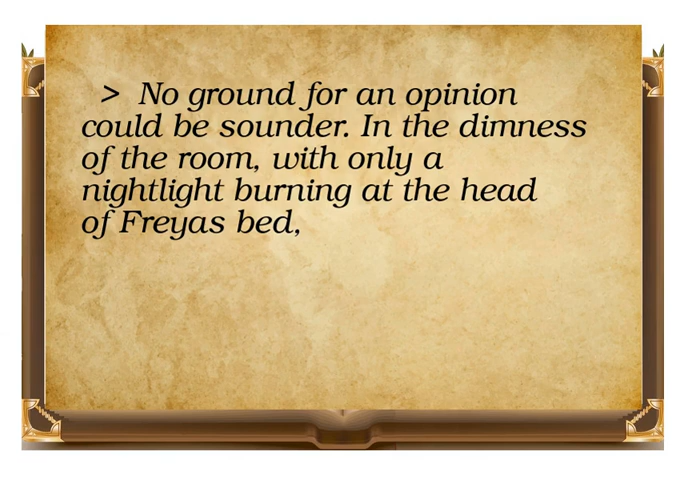 > No ground for an opinion
could be sounder. In the dimness
of the room, with only a
nightlight burning at the head
of Freyas bed,